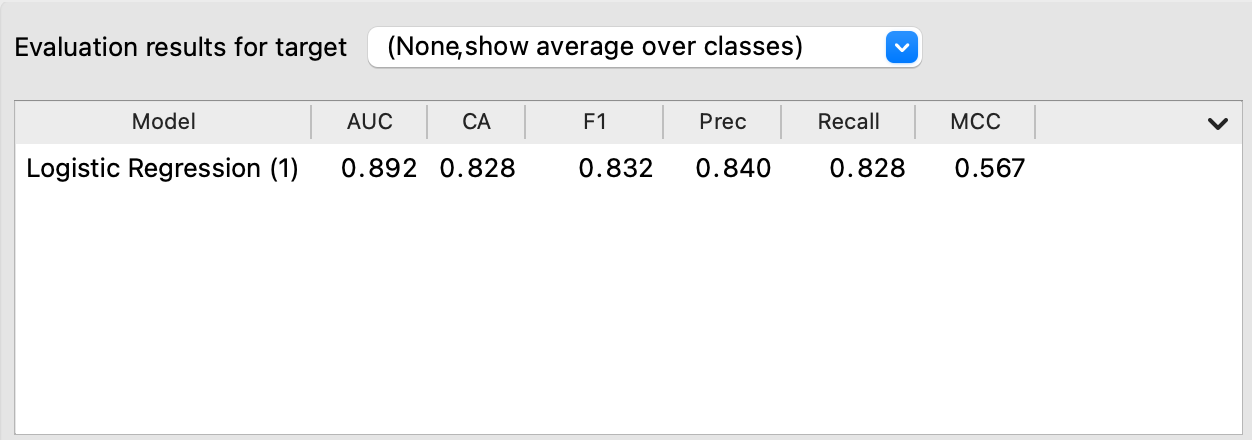 Evaluation results for target (None, show average over classes)
Model AUC CA F1 Prec Recall MCC
Logistic Regression (1) 0.892 0.828 0.832 0.840 0.828 0.567